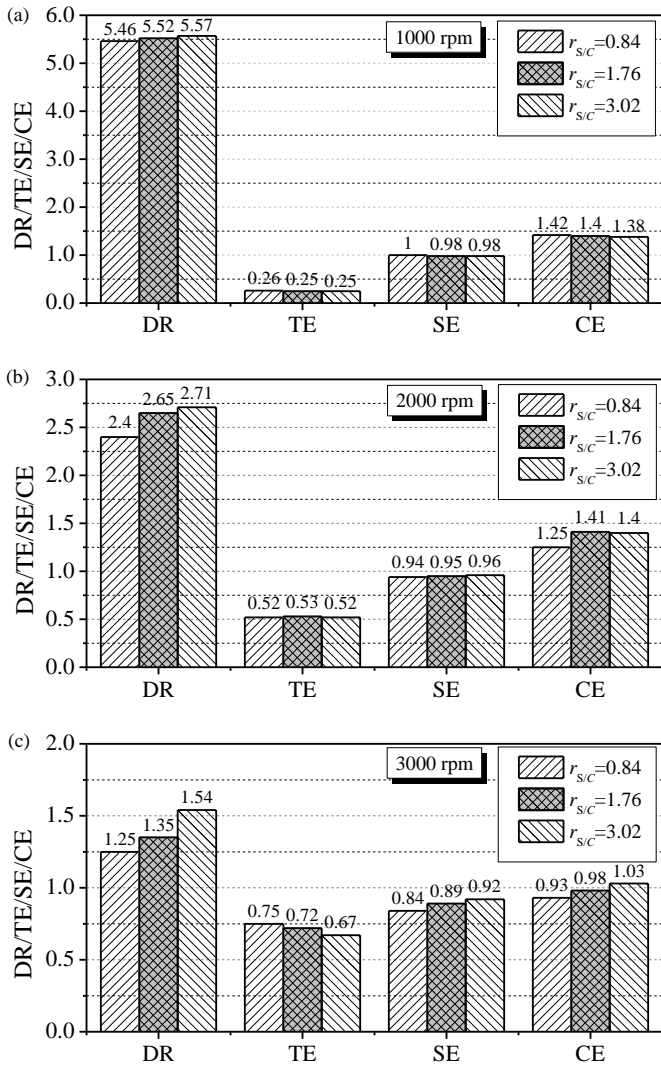 (a)
6.0
5.0
4.0
3.0
2.0
1.0
0.0
DR/TE/SE/CE
5.46 5.52 5.57
0.26 0.25 0.25
1 0.98 0.98
1.42 1.4 1.38
1000 rpm
rS/C=0.84
rS/C=1.76
rS/C=3.02
DR TE SE CE
(b)
3.0
2.5
2.0
1.5
1.0
0.5
0.0
DR/TE/SE/CE
2.4 2.65 2.71
0.52 0.53 0.52
0.94 0.95 0.96
1.25 1.41 1.4
2000 rpm
rS/C=0.84
rS/C=1.76
rS/C=3.02
DR TE SE CE
(c)
2.0
1.5
1.0
0.5
0.0
DR/TE/SE/CE
1.25 1.35 1.54
0.75 0.72 0.67
0.84 0.89 0.92
0.93 0.98 1.03
3000 rpm
rS/C=0.84
rS/C=1.76
rS/C=3.02
DR TE SE CE